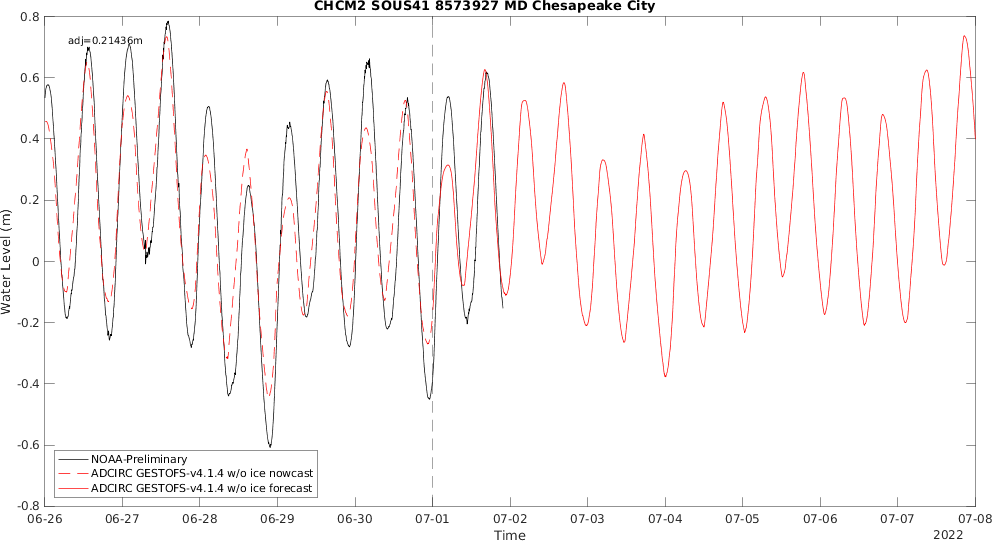 CHCM2 SOUS41 8573927 MD Chesapeake City
adj=0.21436m
0.8
0.6
0.4
0.2
0
-0.2
-0.4
-0.6
-0.8
Water Level (m)
NOAA-Preliminary
ADCIRC GESTOFS-v4.1.4 w/o ice nowcast
ADCIRC GESTOFS-v4.1.4 w/o ice forecast
06-26 06-27 06-28 06-29 06-30 07-01 07-02 07-03 07-04 07-05 07-06 07-07 07-08
Time
2022